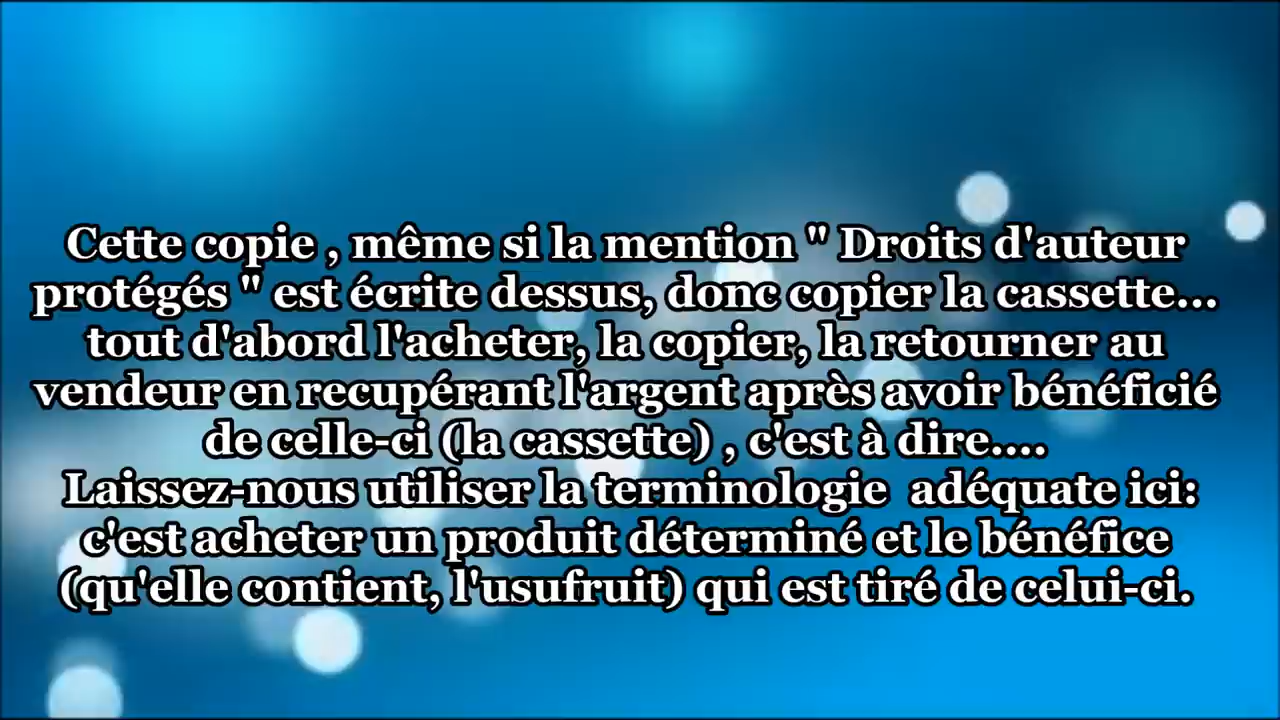 Cette copie , même si la mention " Droits d'auteur
protégés " est écrite dessus, donc copier la cassette...
tout d'abord l'acheter, la copier, la retourner au
vendeur en recupérant l'argent après avoir bénéficié
de celle-ci (la cassette) , c'est à dire....
Laissez-nous utiliser la terminologie  adéquate ici:
c'est acheter un produit déterminé et le bénéfice
(qu'elle contient, l'usufruit) qui est tiré de celui-ci.